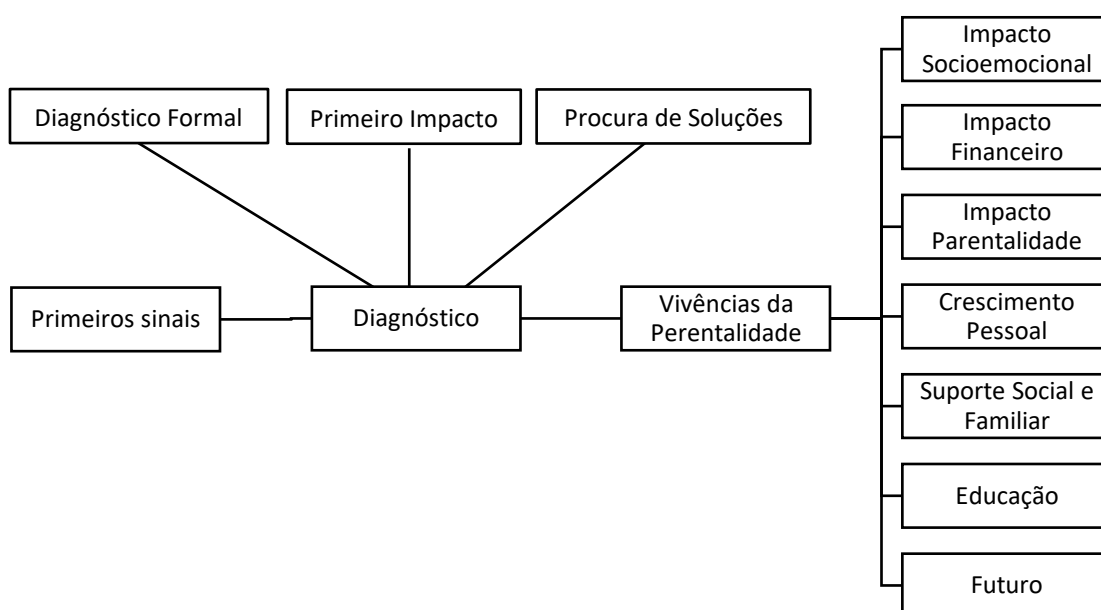 Diagnóstico Formal
Primeiro Impacto
Procura de Soluções
Primeiros sinais
Diagnóstico
Vivências da
Perentalidade
Impacto
Socioemocional
Impacto
Financeiro
Impacto
Parentalidade
Crescimento
Pessoal
Suporte Social e
Familiar
Educação
Futuro